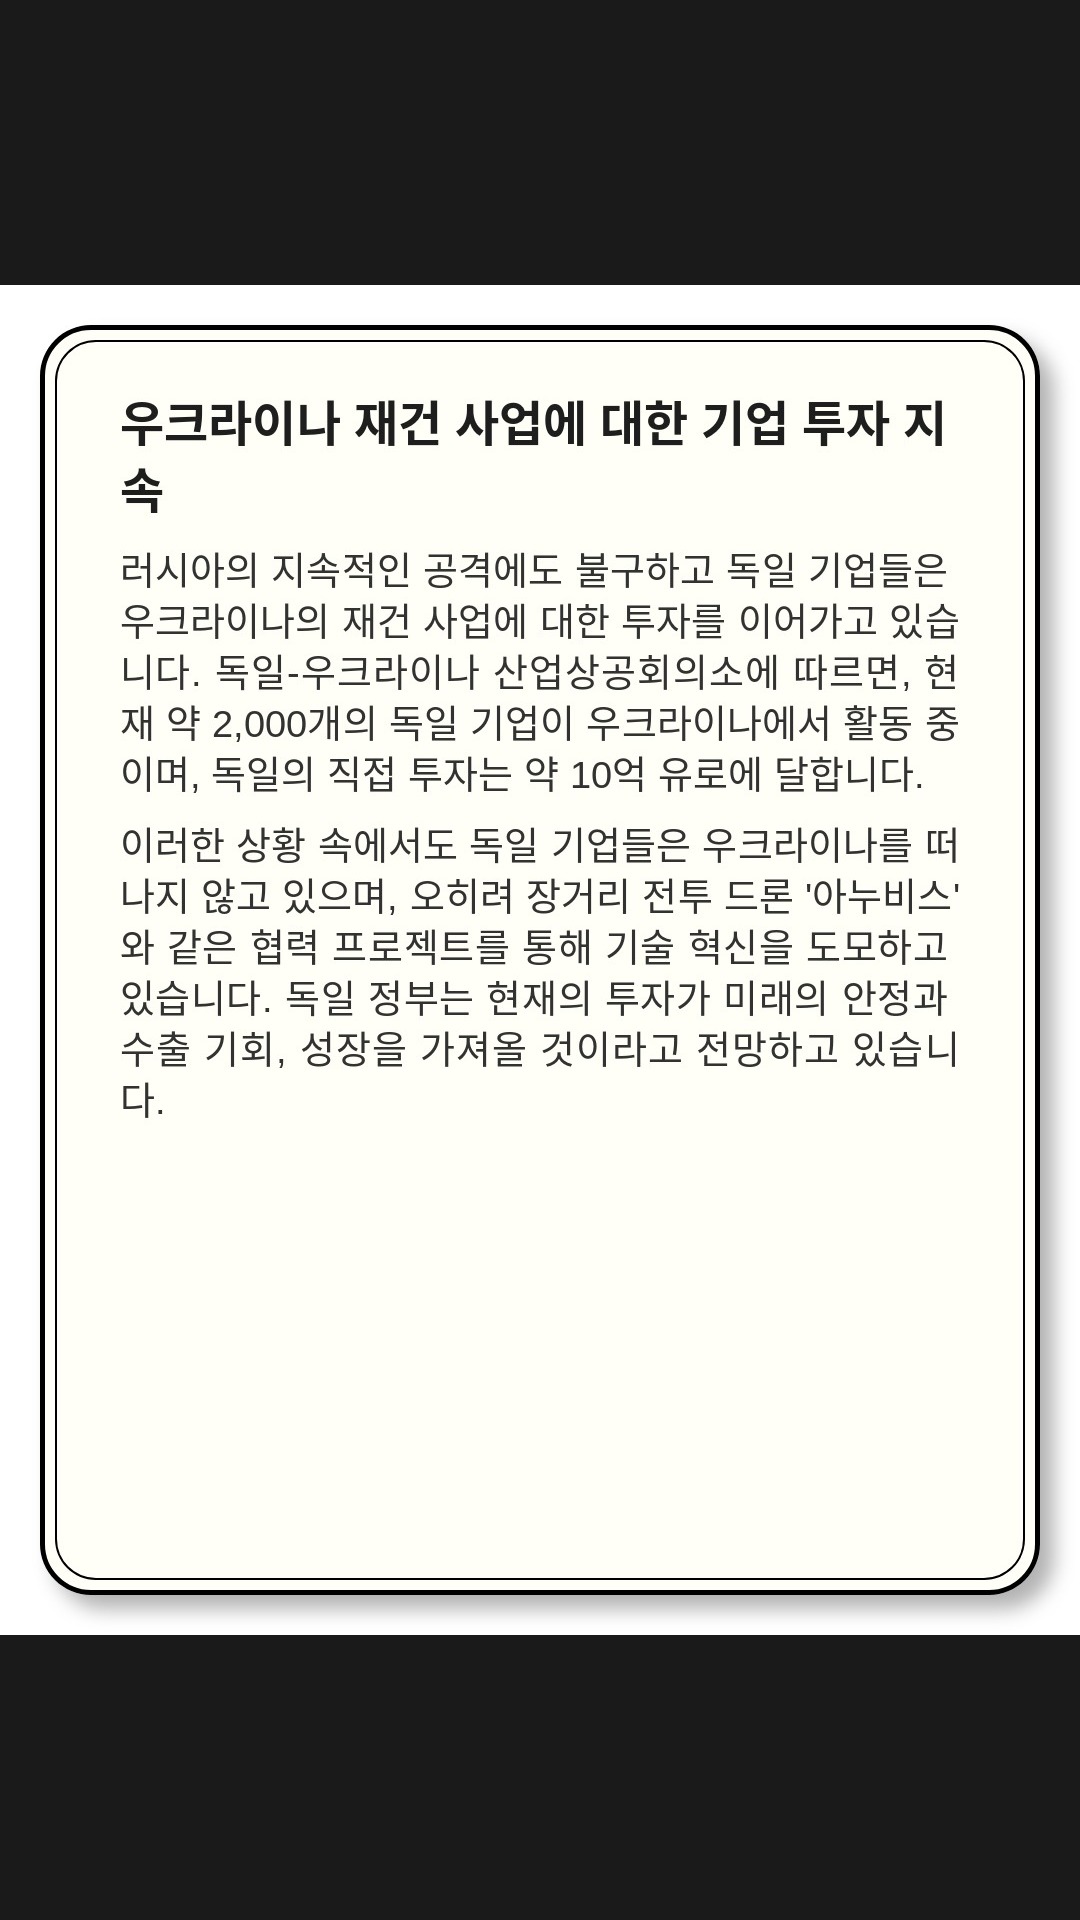 우크라이나 재건 사업에 대한 기업 투자 지
속
러시아의 지속적인 공격에도 불구하고 독일 기업들은
우크라이나의 재건 사업에 대한 투자를 이어가고 있습
니다. 독일-우크라이나 산업상공회의소에 따르면, 현
재 약 2,000개의 독일 기업이 우크라이나에서 활동 중
이며, 독일의 직접 투자는 약 10억 유로에 달합니다.
이러한 상황 속에서도 독일 기업들은 우크라이나를 떠
나지 않고 있으며, 오히려 장거리 전투 드론 '아누비스'
와 같은 협력 프로젝트를 통해 기술 혁신을 도모하고
있습니다. 독일 정부는 현재의 투자가 미래의 안정과
수출 기회, 성장을 가져올 것이라고 전망하고 있습니
다.